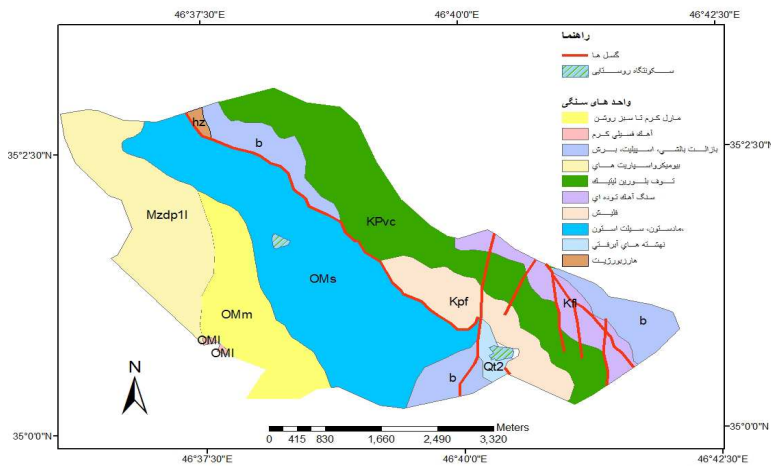 46°37'30"E 46°40'0"E 46°42'30"E
35°2'30"N
35°2'30"N
راهنما
گسل ها
سکونتگاه روستایی
واحد های سنگی
مارل کرم تا سبز روشن
آهک فسیلی کرم
بازالت بالشی، اسپیلیت، برش
بیومیکرواسپاریت های
توف بلورین لیتیک
سنگ آهک توده ای
فلیش
،مادستون، سیلت استون
نهشته های آبرفتی
هارزبورژیت
hz
b
Mzdp1l
KPvc
OMs
Kpf
Kfl
b
OMm
OMl
OMl
Qt2
b
N
Meters
0 415 830 1,660 2,490 3,320
35°0'0"N
35°0'0"N
46°37'30"E 46°40'0"E 46°42'30"E